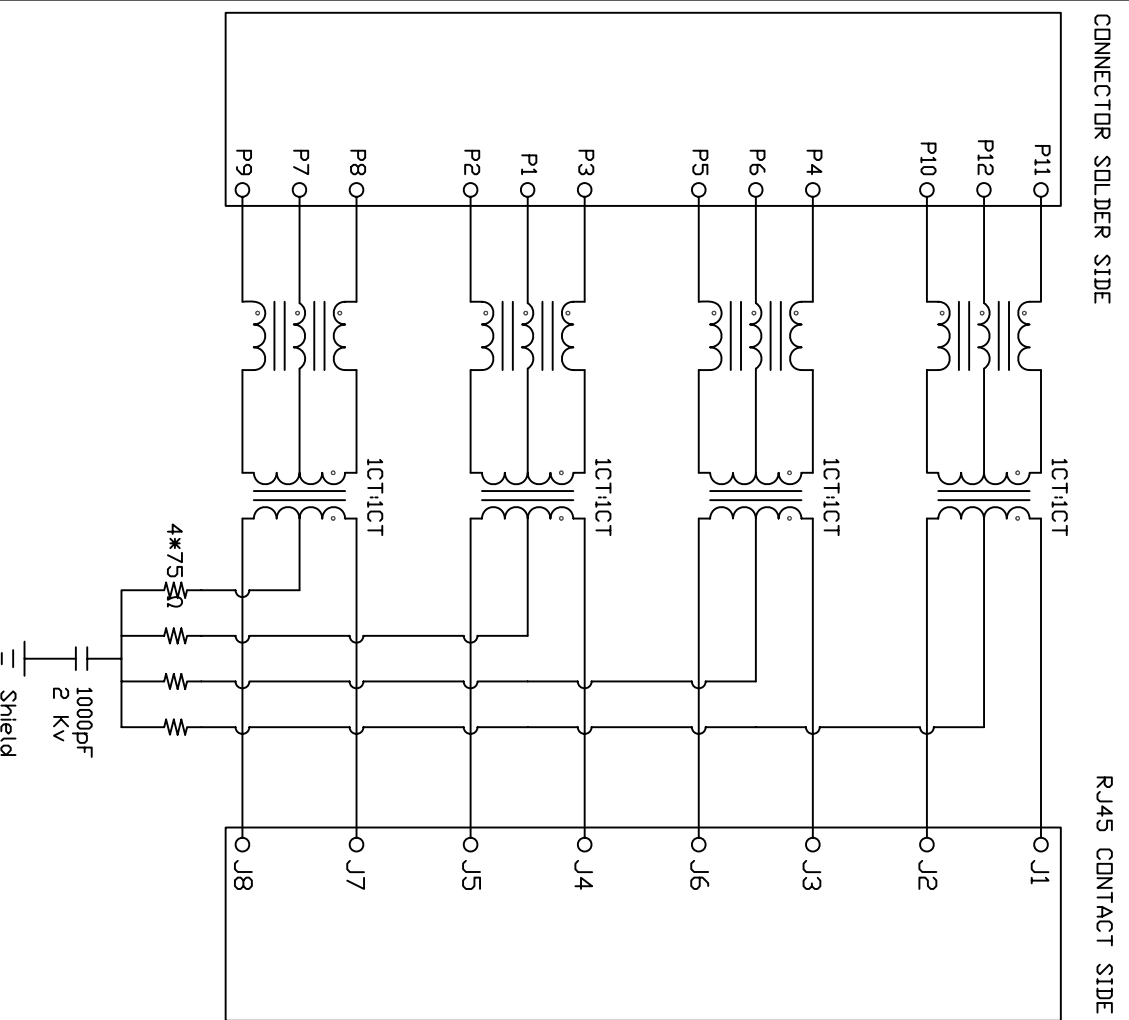 CONNECTOR SOLDER SIDE
RJ45 CONTACT SIDE
P11
P12
P10
P4
P6
P5
P3
P1
P2
P8
P7
P9
1CT:1CT
1CT:1CT
1CT:1CT
1CT:1CT
J1
J2
J3
J6
J4
J5
J7
J8
4*75Ω
1000pF
2 Kv
Shield